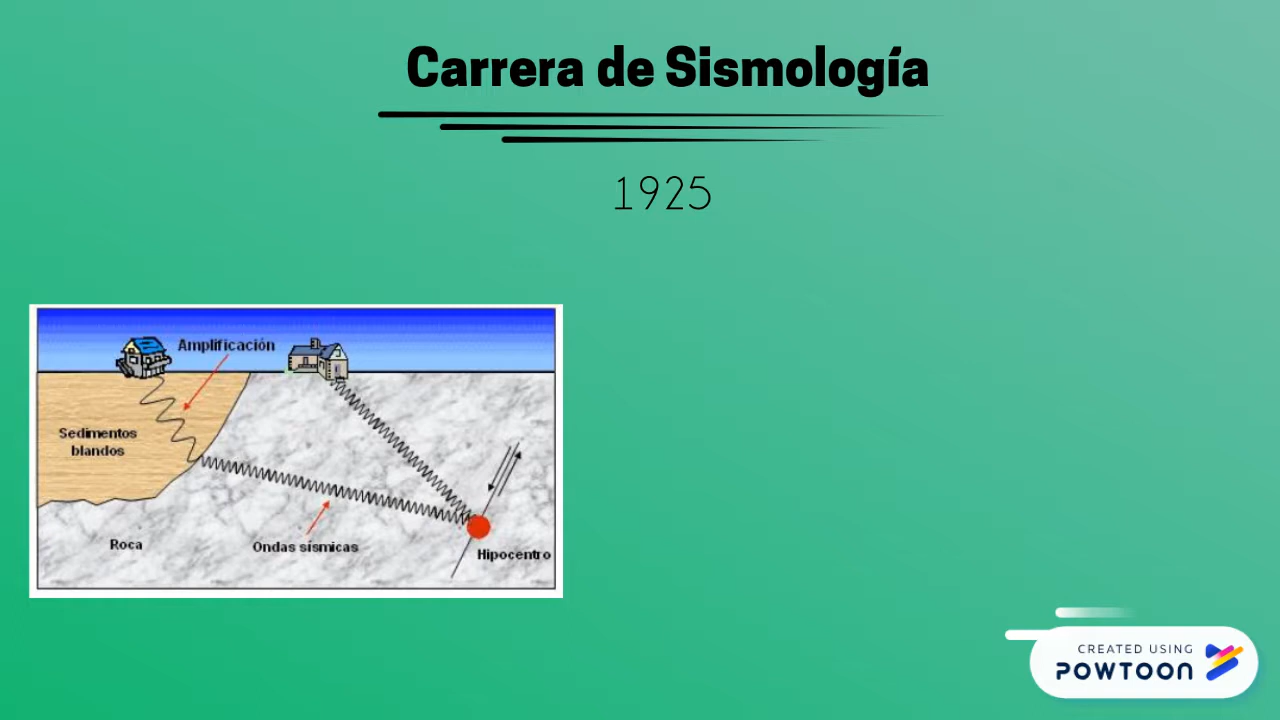 Carrera de Sismología
1925
Amplificación
Sedimentos
blandos
Roca
Ondas sísmicas
Hipocentro
CREATED USING
POWTOON